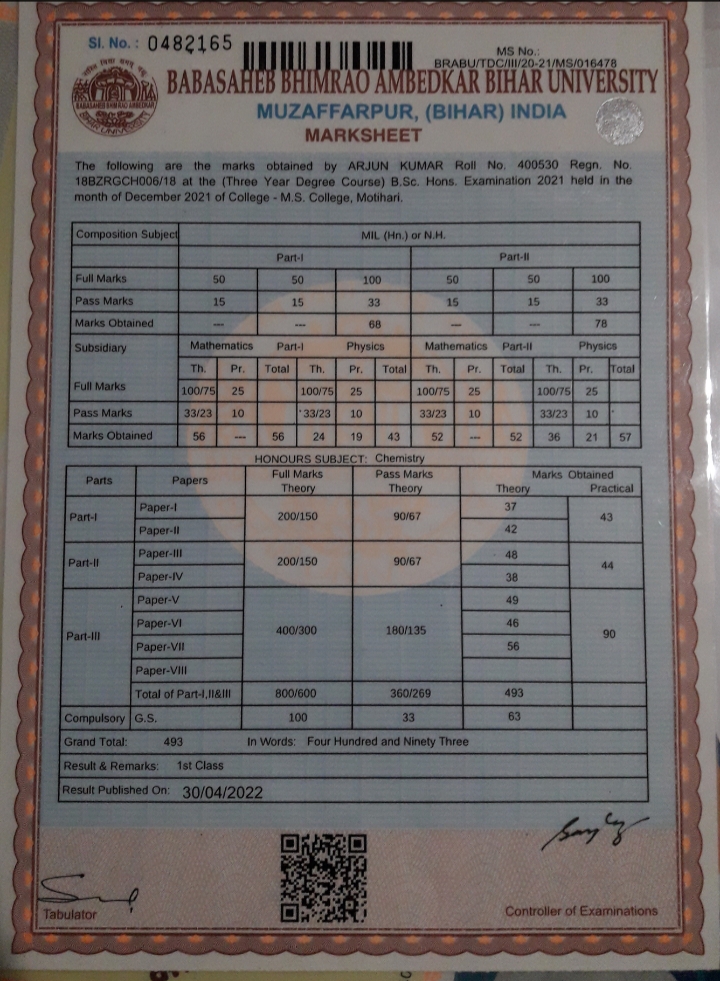 Sl. No.: 0482165
MS No.:
BRABU/TDC/III/20-21/MS/016478
BABASAHEB BHIMRAO AMBEDKAR BIHAR UNIVERSITY
MUZAFFARPUR, (BIHAR) INDIA
MARKSHEET
The following are the marks obtained by ARJUN KUMAR Roll No. 400530 Regn. No.
18BZRGCH006/18 at the (Three Year Degree Course) B.Sc. Hons. Examination 2021 held in the
month of December 2021 of College - M.S. College, Motihari.
Composition Subject MIL (Hn.) or N.H.
Part-I Part-II
Full Marks 50 50 100 50 50 100
Pass Marks 15 15 33 15 15 33
Marks Obtained --- --- 68 --- --- 78
Subsidiary Mathematics Part-I Physics Mathematics Part-II Physics
Th. Pr. Total Th. Pr. Total Th. Pr. Total Th. Pr. Total
Full Marks 100/75 25 100/75 25 100/75 25 100/75 25
Pass Marks 33/23 10 33/23 10 33/23 10 33/23 10
Marks Obtained 56 --- 56 24 19 43 52 --- 52 36 21 57
HONOURS SUBJECT: Chemistry
Parts Papers Full Marks Theory Pass Marks Theory Marks Obtained
Theory Practical
Part-I Paper-I 200/150 90/67 37 43
Paper-II 42
Part-II Paper-III 200/150 90/67 48 44
Paper-IV 38
Part-III Paper-V 400/300 180/135 49 90
Paper-VI 46
Paper-VII 56
Paper-VIII
Total of Part-I,II&III 800/600 360/269 493
Compulsory G.S. 100 33 63
Grand Total: 493 In Words: Four Hundred and Ninety Three
Result & Remarks: 1st Class
Result Published On: 30/04/2022
Tabulator
Controller of Examinations